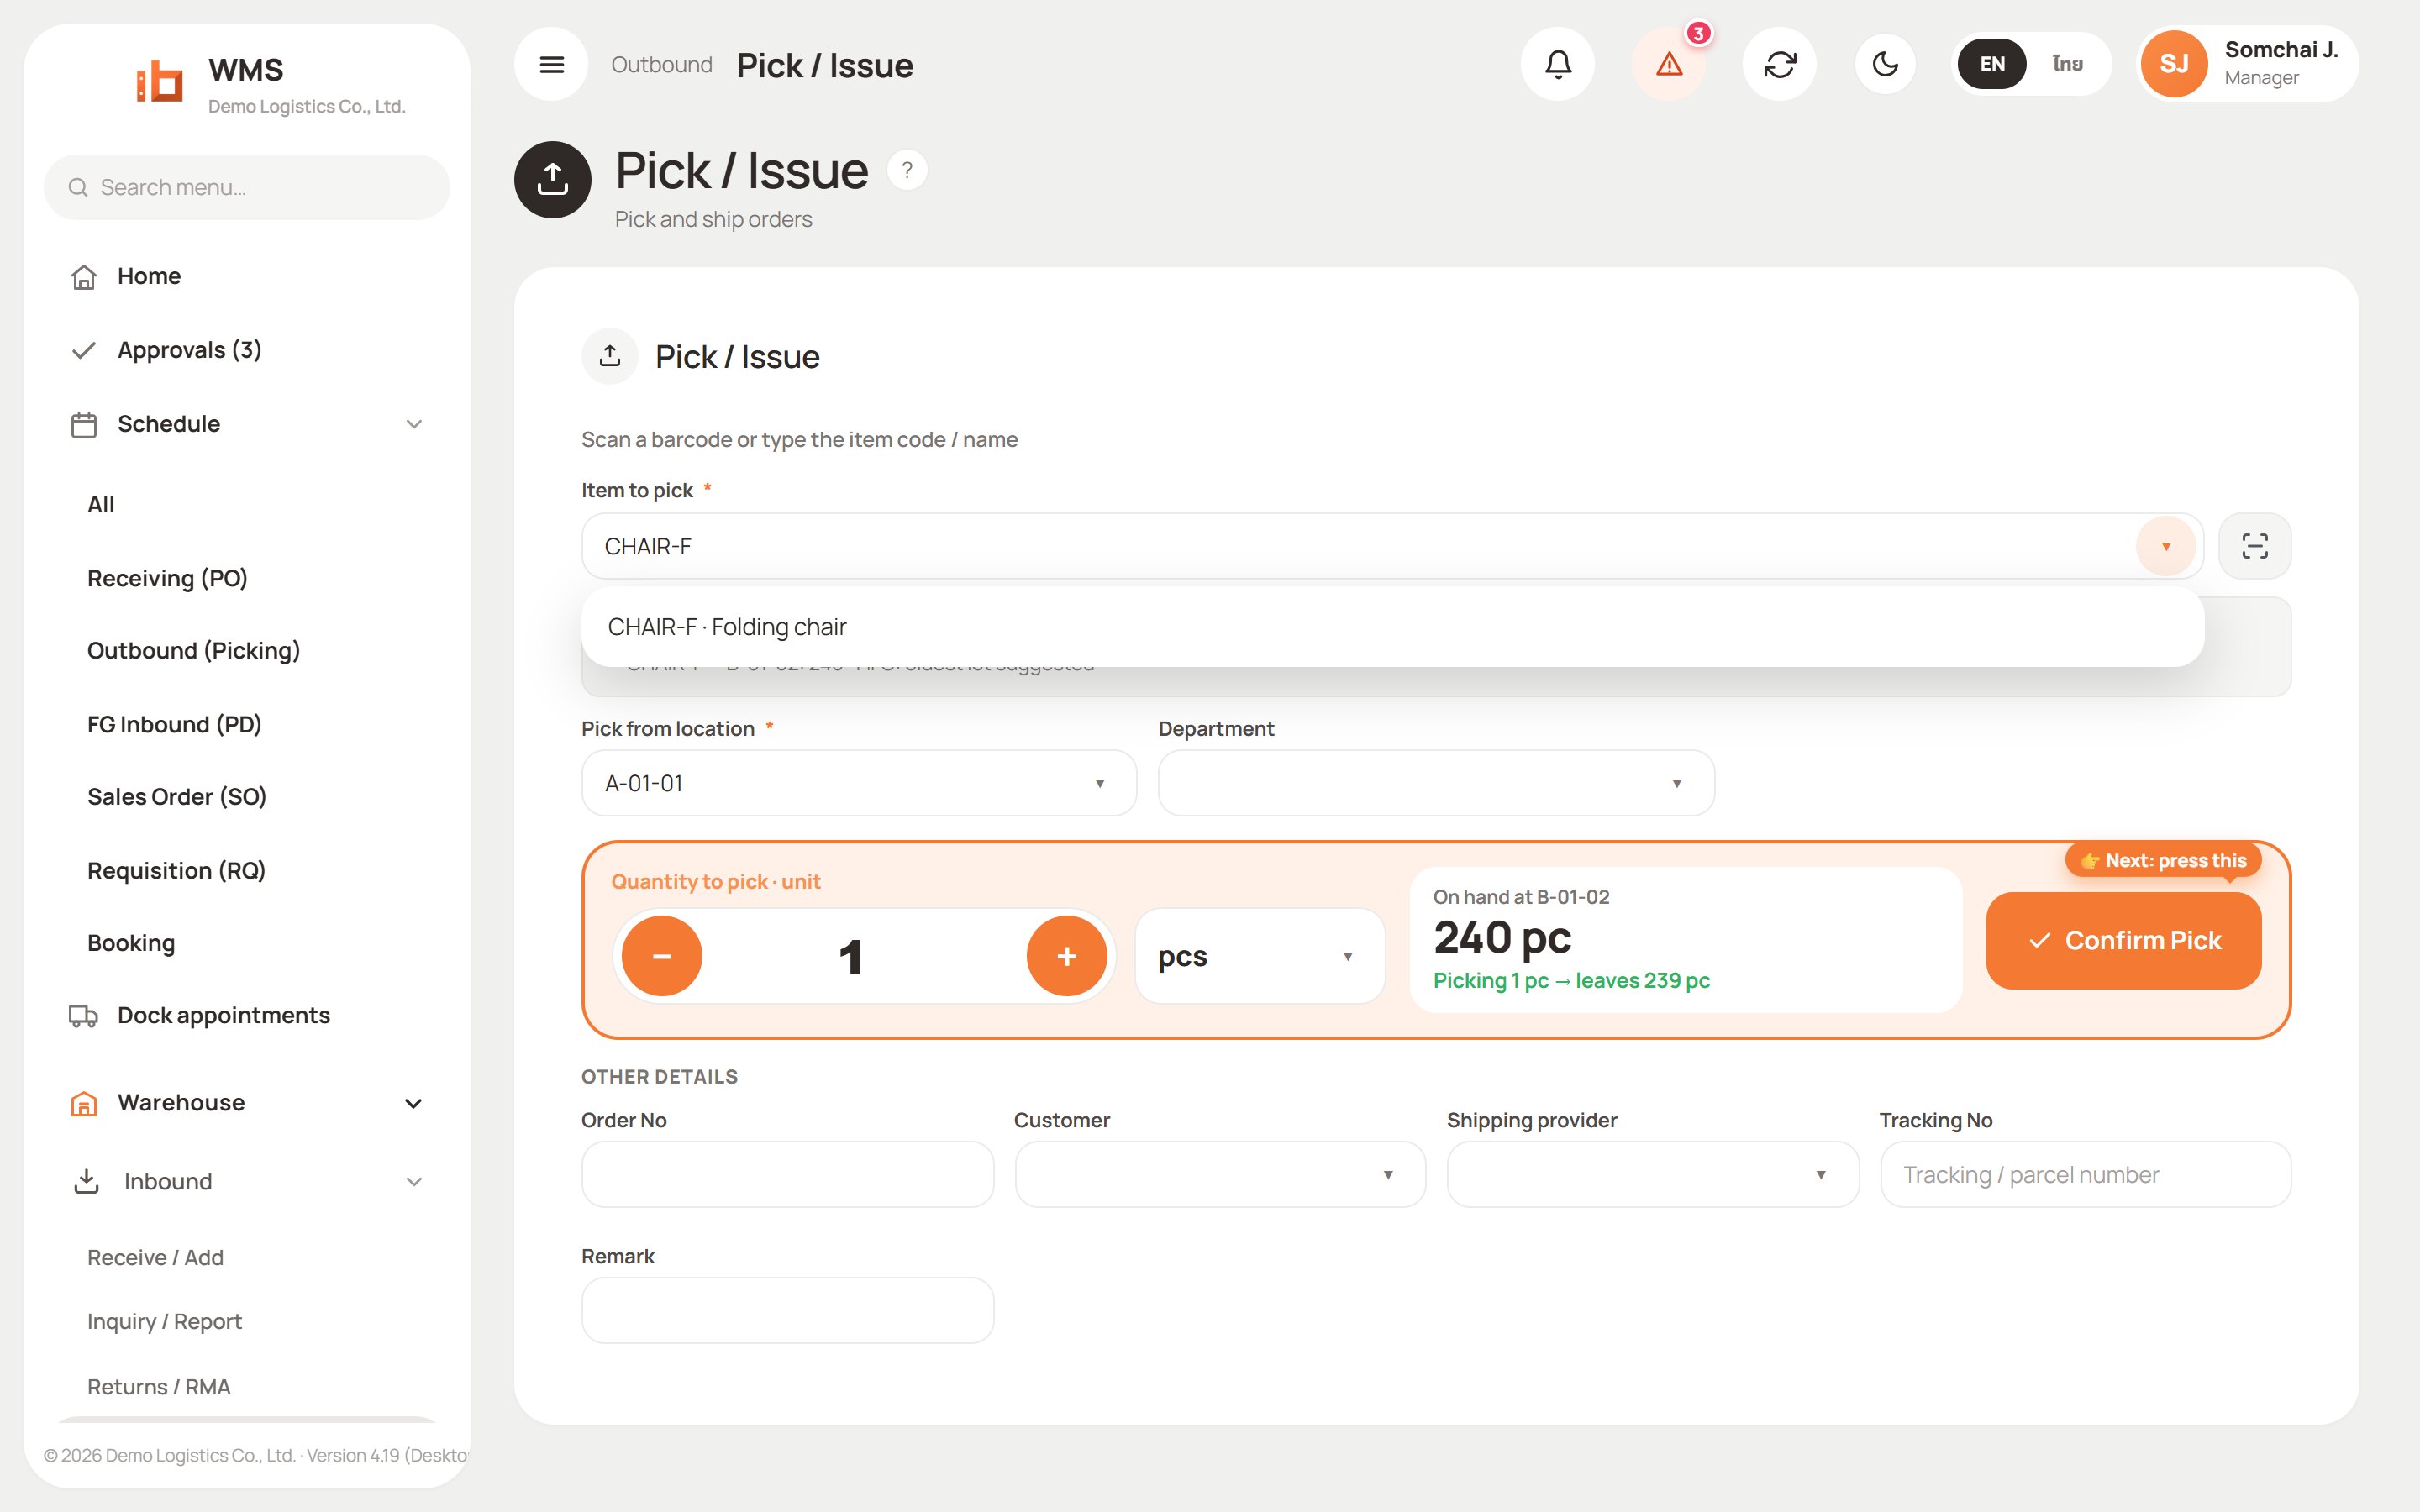 WMS
Demo Logistics Co., Ltd.
Search menu...
Home
Approvals (3)
Schedule
All
Receiving (PO)
Outbound (Picking)
FG Inbound (PD)
Sales Order (SO)
Requisition (RQ)
Booking
Dock appointments
Warehouse
Inbound
Receive / Add
Inquiry / Report
Returns / RMA
© 2026 Demo Logistics Co., Ltd. · Version 4.19 (Deskto
Outbound Pick / Issue
3
EN ไทย
SJ
Somchai J.
Manager
Pick / Issue ?
Pick and ship orders
Pick / Issue
Scan a barcode or type the item code / name
Item to pick *
CHAIR-F
CHAIR-F · Folding chair
Pick from location *
A-01-01
Department
Quantity to pick · unit
− 1 +
pcs
On hand at B-01-02
240 pc
Picking 1 pc → leaves 239 pc
👉 Next: press this
✓ Confirm Pick
OTHER DETAILS
Order No
Customer
Shipping provider
Tracking No
Tracking / parcel number
Remark